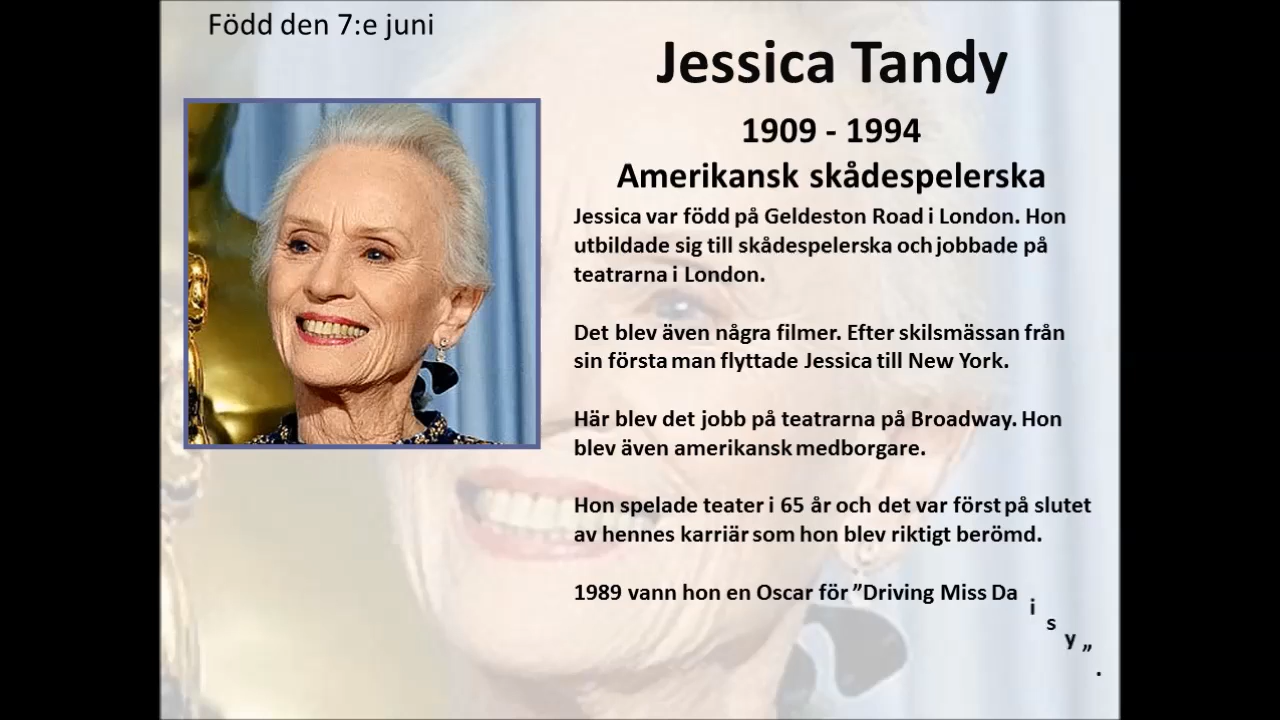 Född den 7:e juni
Jessica Tandy
1909 - 1994
Amerikansk skådespelerska
Jessica var född på Geldeston Road i London. Hon
utbildade sig till skådespelerska och jobbade på
teatrarna i London.
Det blev även några filmer. Efter skilsmässan från
sin första man flyttade Jessica till New York.
Här blev det jobb på teatrarna på Broadway. Hon
blev även amerikansk medborgare.
Hon spelade teater i 65 år och det var först på slutet
av hennes karriär som hon blev riktigt berömd.
1989 vann hon en Oscar för ”Driving Miss Daisy”.